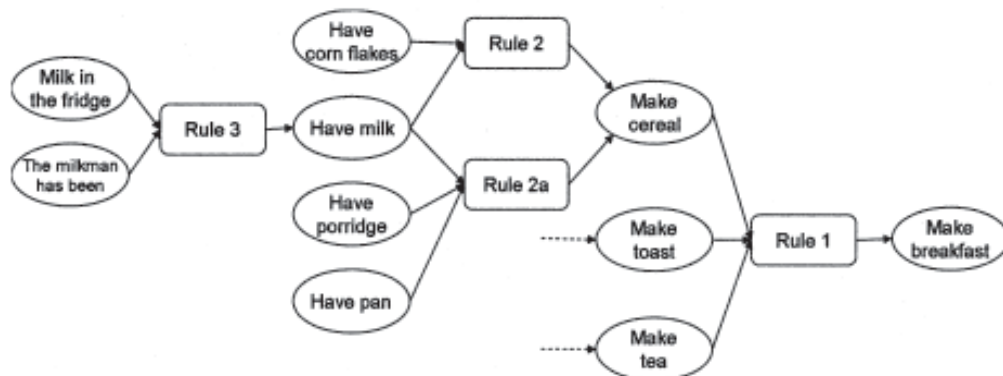 Have
corn flakes
Rule 2
Milk in
the fridge
Rule 3
Have milk
Make
cereal
The milkman
has been
Rule 2a
Have
porridge
Make
toast
Rule 1
Make
breakfast
Have pan
Make
tea